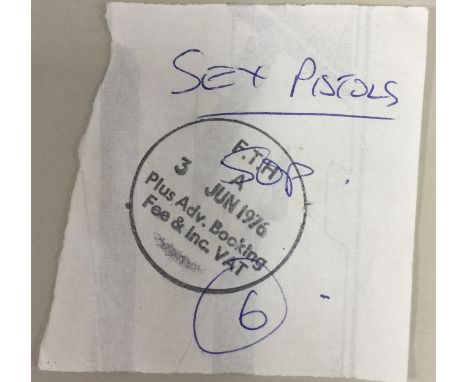 SEX PISTOLS
F.T.H
A
3 JUN 1976
50P.
Plus Adv. Booking
Fee & Inc. VAT
6